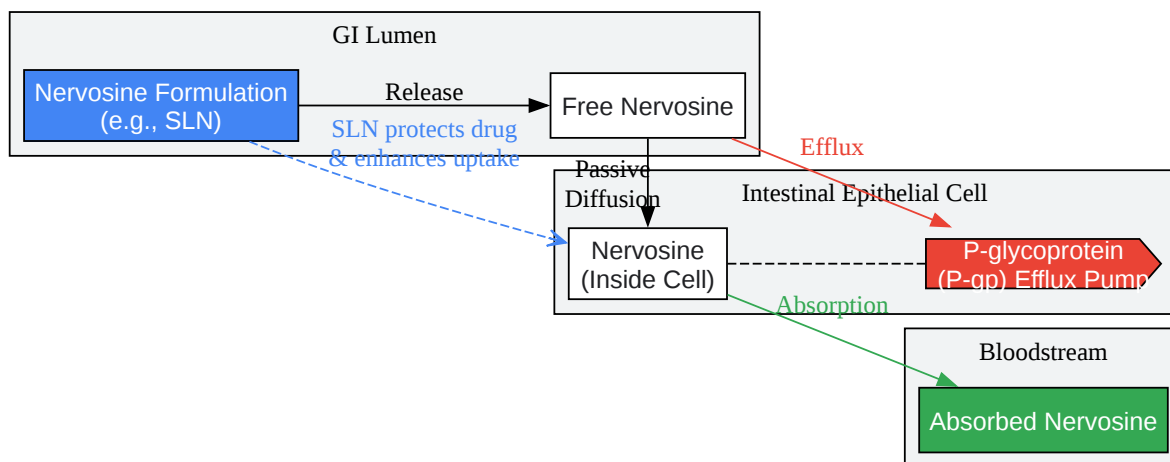 GI Lumen
Nervosine Formulation
(e.g., SLN)
Release
Free Nervosine
SLN protects drug
& enhances uptake
Efflux
Passive
Diffusion
Intestinal Epithelial Cell
Nervosine
(Inside Cell)
P-glycoprotein
(P-gp) Efflux Pump
Absorption
Bloodstream
Absorbed Nervosine